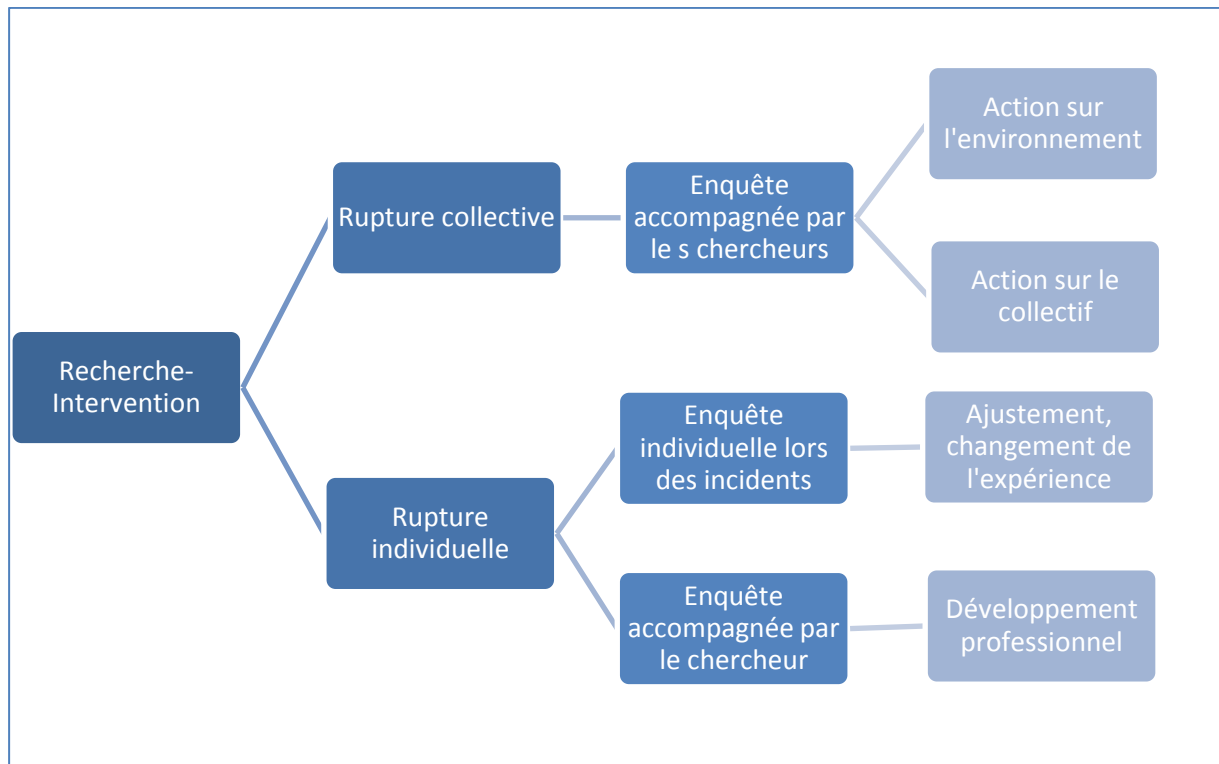 Recherche-
Intervention
Rupture collective
Enquête
accompagnée par
le s chercheurs
Action sur
l'environnement
Action sur le
collectif
Rupture
individuelle
Enquête
individuelle lors
des incidents
Ajustement,
changement de
l'expérience
Enquête
accompagnée par
le chercheur
Développement
professionnel